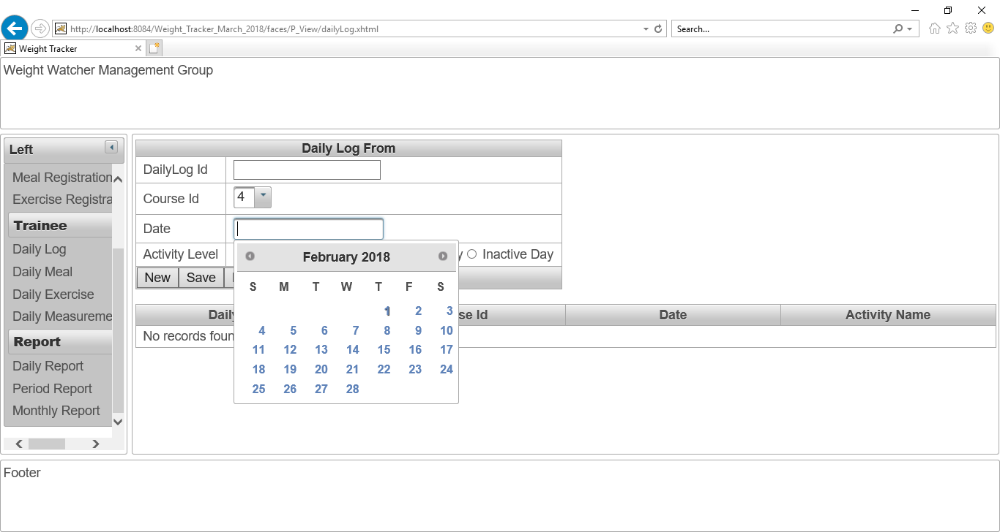 http://localhost:8084/Weight_Tracker_March_2018/faces/P_View/dailyLog.xhtml
Search...
Weight Tracker
Weight Watcher Management Group
Left
Meal Registration
Exercise Registra
Trainee
Daily Log
Daily Meal
Daily Exercise
Daily Measureme
Report
Daily Report
Period Report
Monthly Report
Daily Log From
DailyLog Id
Course Id 4
Date
Activity Level y Inactive Day
New Save
February 2018
S M T W T F S
1 2 3
4 5 6 7 8 9 10
11 12 13 14 15 16 17
18 19 20 21 22 23 24
25 26 27 28
Daily se Id Date Activity Name
No records foun
Footer